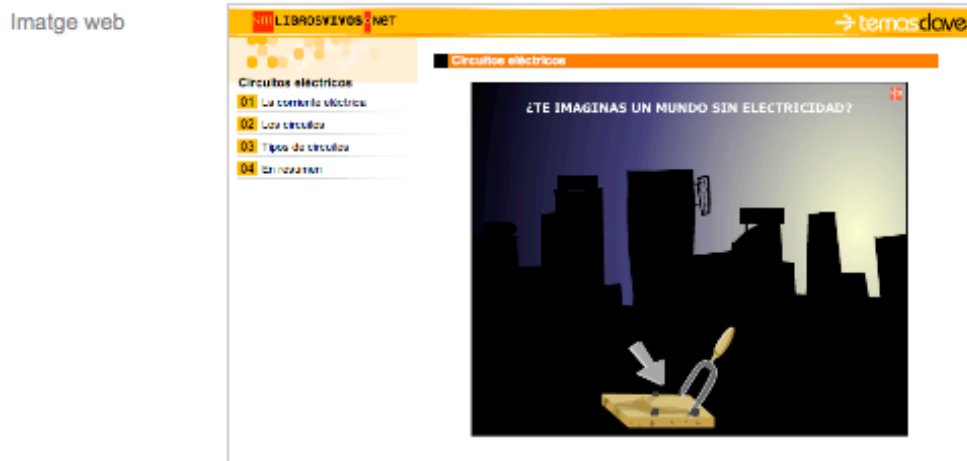 Imatge web
sm LIBROSVIVOS.NET
temasclave
Circuitos eléctricos
Circuitos eléctricos
01 La corriente eléctrica
02 Los circuitos
03 Tipos de circuitos
04 En resumen
¿TE IMAGINAS UN MUNDO SIN ELECTRICIDAD?